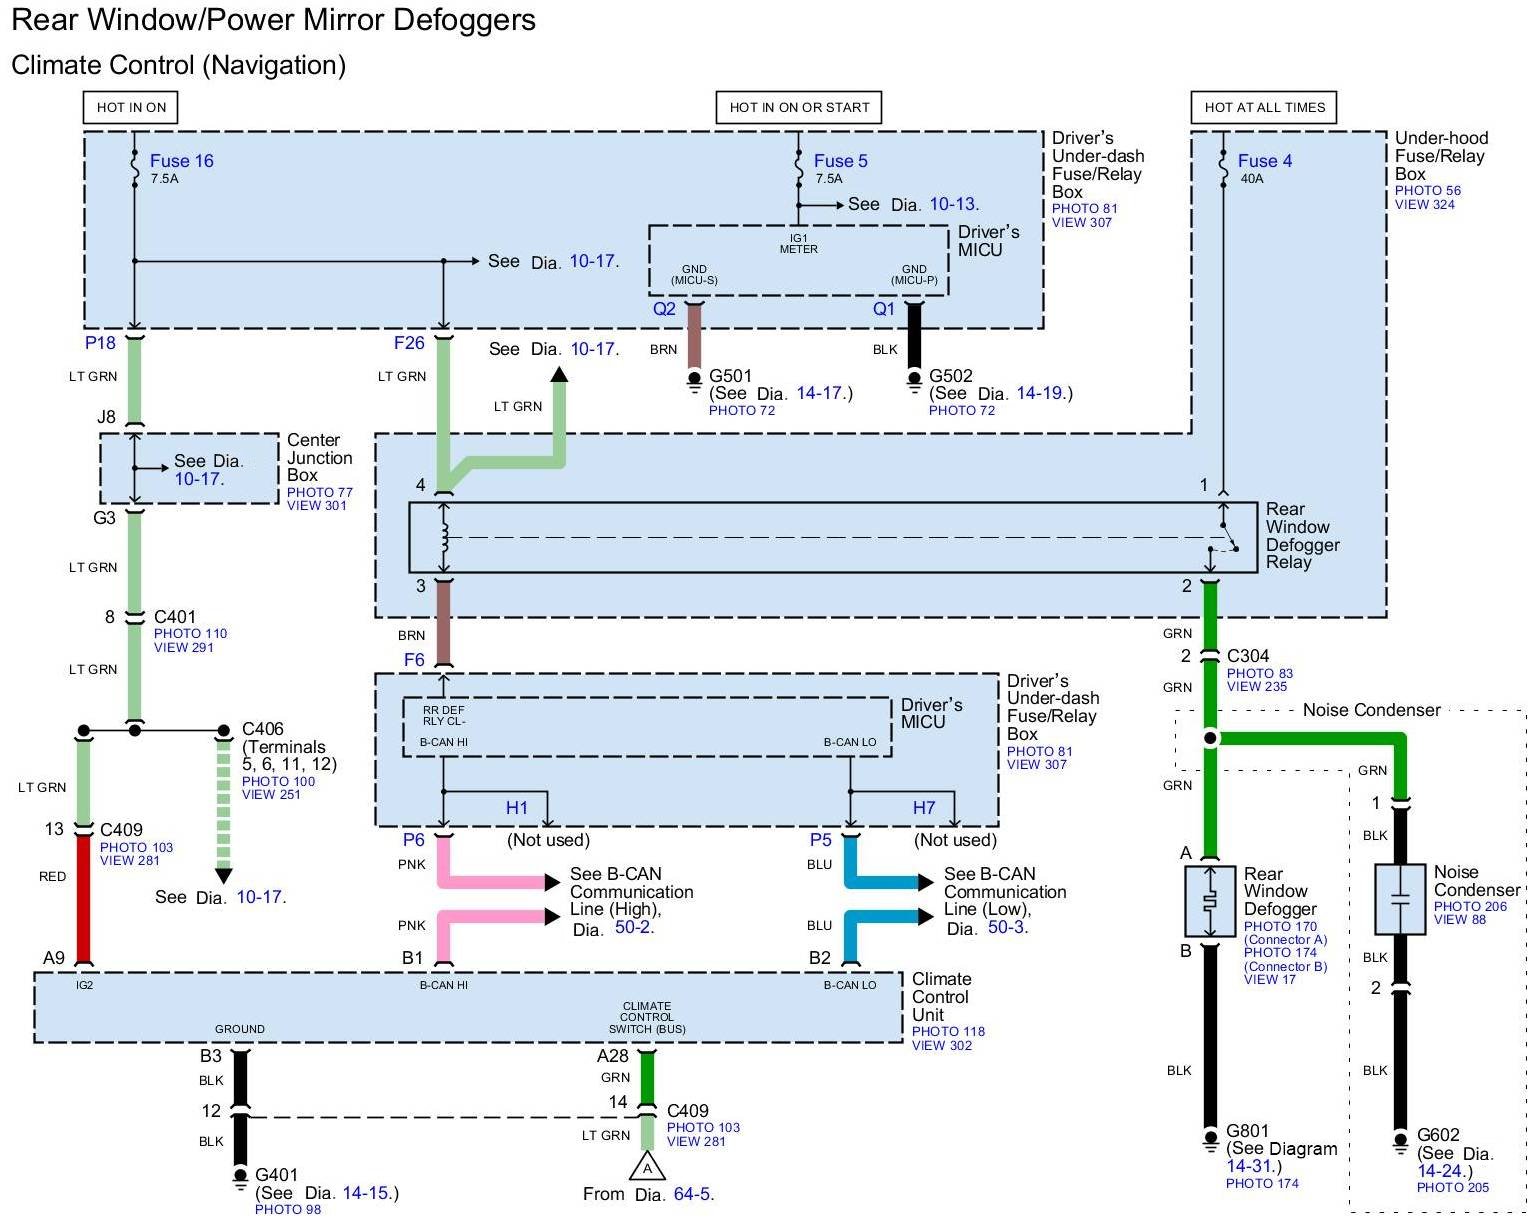 Rear Window/Power Mirror Defoggers
Climate Control (Navigation)
HOT IN ON
HOT IN ON OR START
HOT AT ALL TIMES
Fuse 16
7.5A
Fuse 5
7.5A
See Dia. 10-13.
Driver's
Under-dash
Fuse/Relay
Box
PHOTO 81
VIEW 307
Fuse 4
40A
Under-hood
Fuse/Relay
Box
PHOTO 56
VIEW 324
See Dia. 10-17.
IG1
METER
Driver's
MICU
GND
(MICU-S)
GND
(MICU-P)
Q2
Q1
P18
F26
See Dia. 10-17.
BRN
BLK
LT GRN
LT GRN
LT GRN
G501
(See Dia. 14-17.)
PHOTO 72
G502
(See Dia. 14-19.)
PHOTO 72
J8
See Dia.
10-17.
Center
Junction
Box
PHOTO 77
VIEW 301
G3
4
1
Rear
Window
Defogger
Relay
LT GRN
3
2
8
C401
PHOTO 110
VIEW 291
LT GRN
BRN
F6
GRN
2
C304
PHOTO 83
VIEW 235
GRN
Noise Condenser
RR DEF
RLY CL-
B-CAN HI
B-CAN LO
Driver's
MICU
Driver's
Under-dash
Fuse/Relay
Box
PHOTO 81
VIEW 307
C406
(Terminals
5, 6, 11, 12)
PHOTO 100
VIEW 251
LT GRN
GRN
GRN
H1
H7
1
13
C409
PHOTO 103
VIEW 281
P6
(Not used)
P5
(Not used)
BLK
A
RED
PNK
BLU
See B-CAN
Communication
Line (High),
Dia. 50-2.
See B-CAN
Communication
Line (Low),
Dia. 50-3.
See Dia. 10-17.
PNK
BLU
Rear
Window
Defogger
PHOTO 170
(Connector A)
PHOTO 174
(Connector B)
VIEW 17
Noise
Condenser
PHOTO 206
VIEW 88
B
BLK
2
A9
B1
B2
IG2
B-CAN HI
B-CAN LO
CLIMATE
CONTROL
SWITCH (BUS)
GROUND
Climate
Control
Unit
PHOTO 118
VIEW 302
B3
BLK
A28
GRN
BLK
BLK
12
14
C409
PHOTO 103
VIEW 281
BLK
LT GRN
A
From Dia. 64-5.
G401
(See Dia. 14-15.)
PHOTO 98
G801
(See Diagram
14-31.)
PHOTO 174
G602
(See Dia.
14-24.)
PHOTO 205